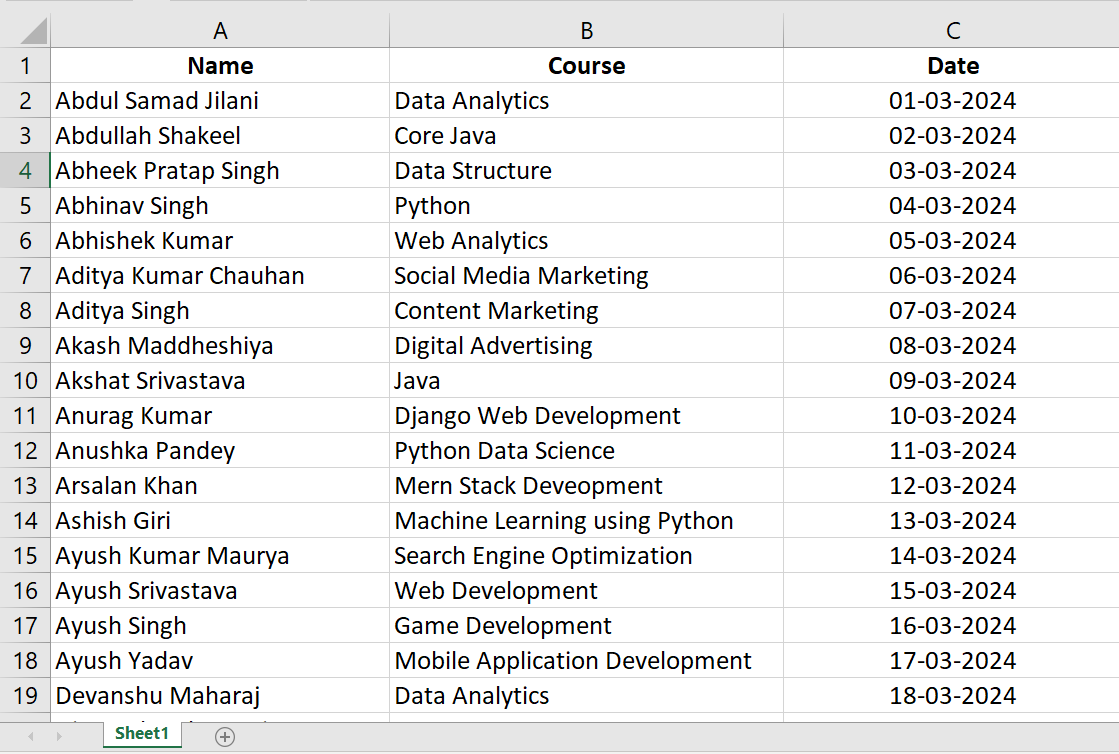 A B C
1 Name Course Date
2 Abdul Samad Jilani Data Analytics 01-03-2024
3 Abdullah Shakeel Core Java 02-03-2024
4 Abheek Pratap Singh Data Structure 03-03-2024
5 Abhinav Singh Python 04-03-2024
6 Abhishek Kumar Web Analytics 05-03-2024
7 Aditya Kumar Chauhan Social Media Marketing 06-03-2024
8 Aditya Singh Content Marketing 07-03-2024
9 Akash Maddheshiya Digital Advertising 08-03-2024
10 Akshat Srivastava Java 09-03-2024
11 Anurag Kumar Django Web Development 10-03-2024
12 Anushka Pandey Python Data Science 11-03-2024
13 Arsalan Khan Mern Stack Deveopment 12-03-2024
14 Ashish Giri Machine Learning using Python 13-03-2024
15 Ayush Kumar Maurya Search Engine Optimization 14-03-2024
16 Ayush Srivastava Web Development 15-03-2024
17 Ayush Singh Game Development 16-03-2024
18 Ayush Yadav Mobile Application Development 17-03-2024
19 Devanshu Maharaj Data Analytics 18-03-2024
Sheet1